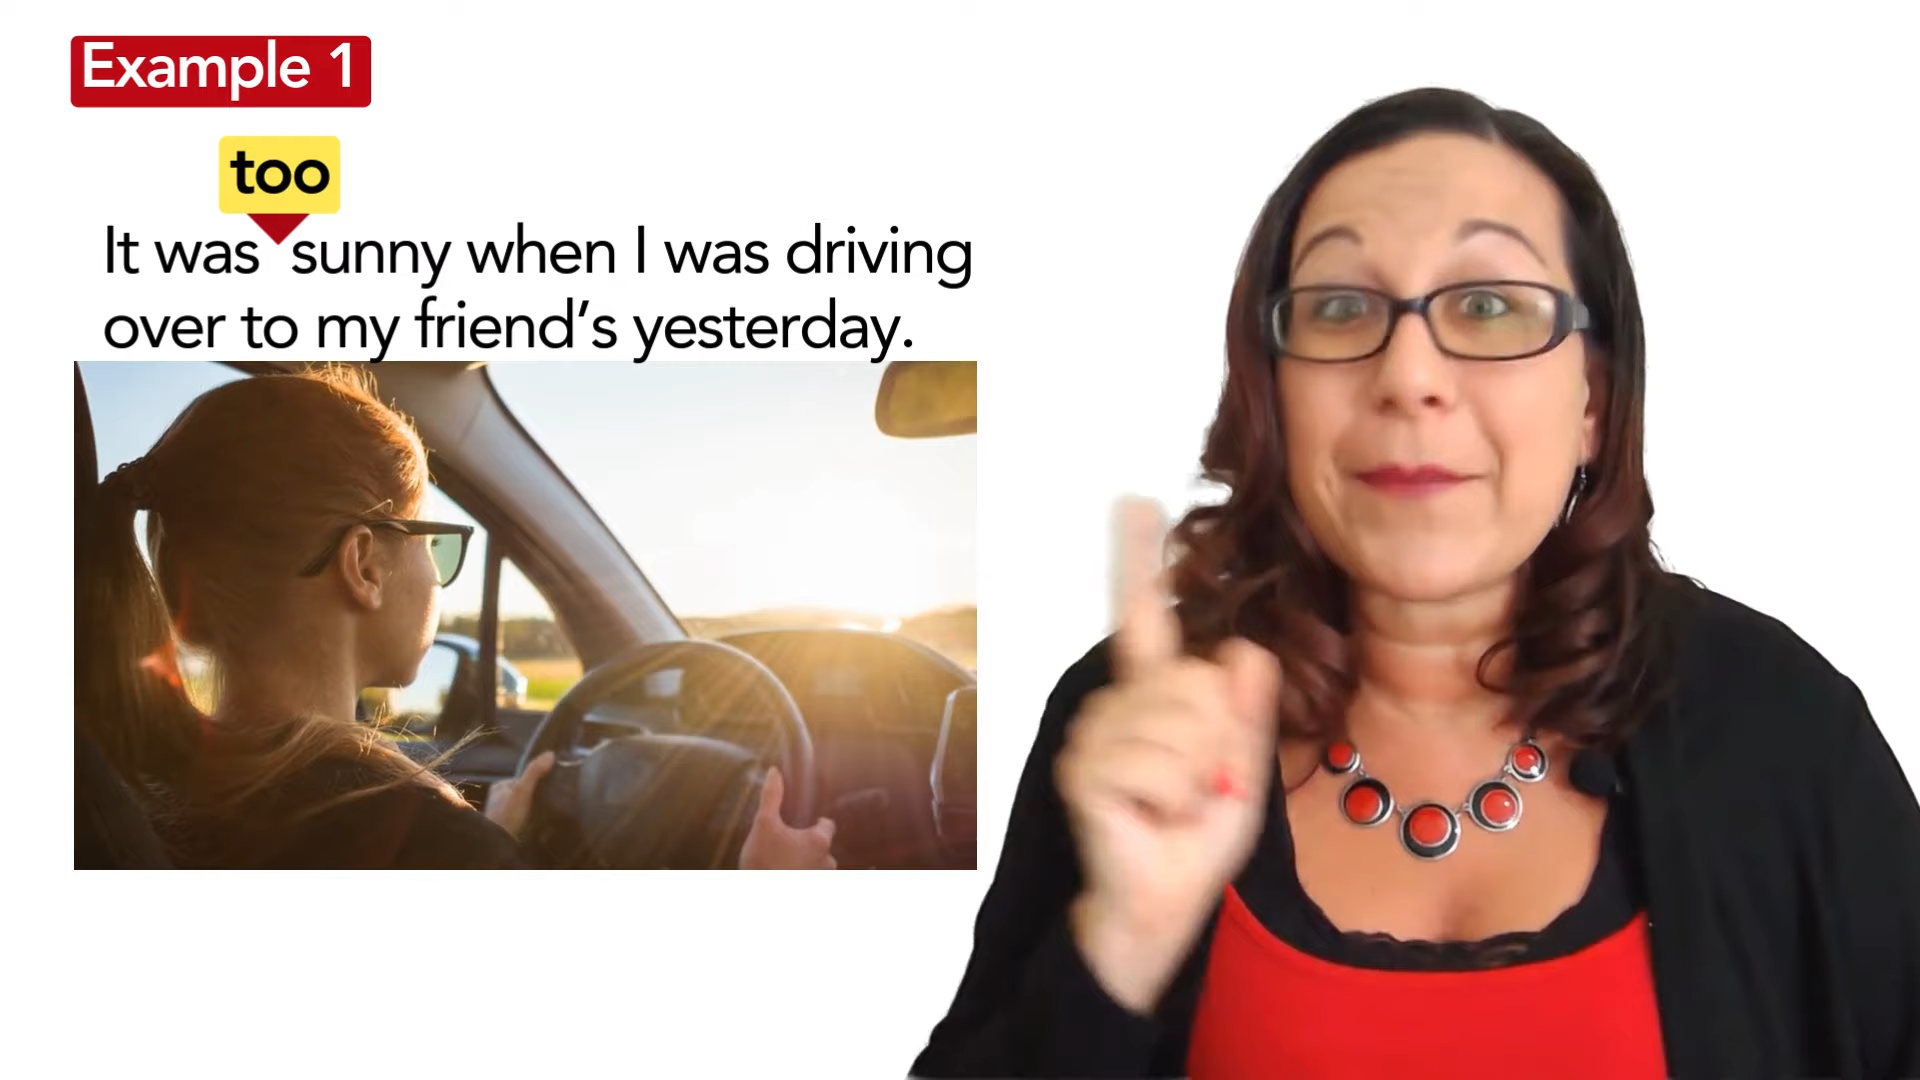 Example 1
too
It was sunny when I was driving
over to my friend’s yesterday.